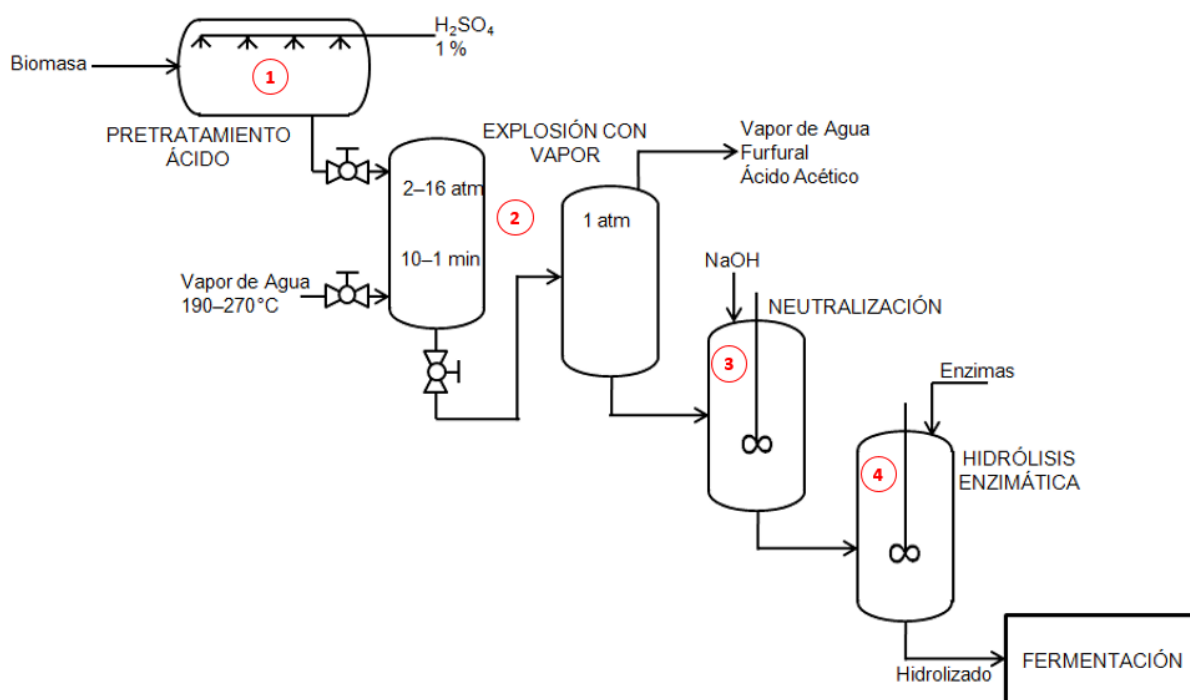 H₂SO₄
1 %
Biomasa
1
PRETRATAMIENTO
ÁCIDO
EXPLOSIÓN CON
VAPOR
Vapor de Agua
Furfural
Ácido Acético
2–16 atm
10–1 min
2
1 atm
Vapor de Agua
190–270°C
NaOH
NEUTRALIZACIÓN
3
Enzimas
4
HIDRÓLISIS
ENZIMÁTICA
Hidrolizado
FERMENTACIÓN